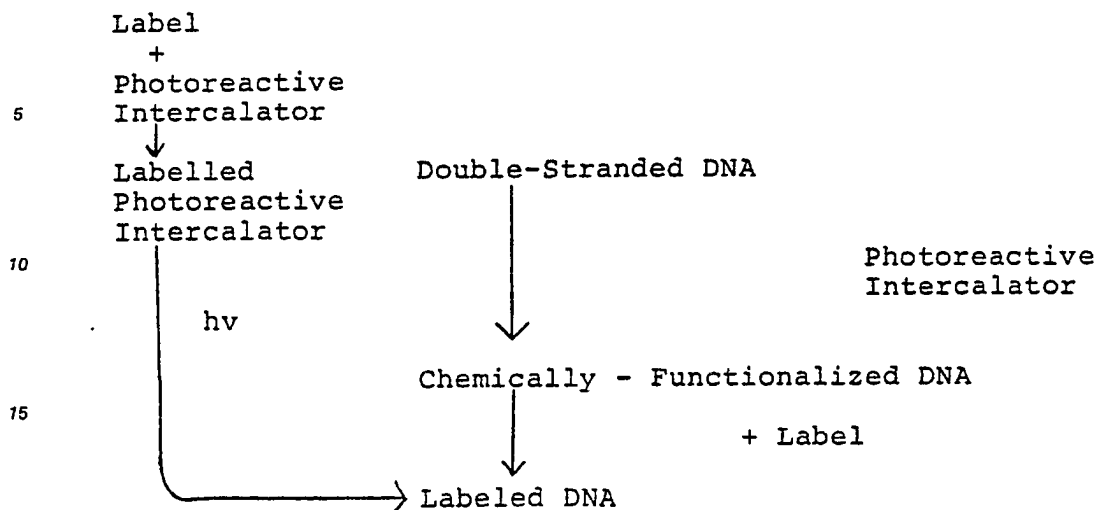 Label
+
Photoreactive
5 Intercalator
Labelled Double-Stranded DNA
Photoreactive
Intercalator
10 Photoreactive
Intercalator
hv
Chemically - Functionalized DNA
15 + Label
Labeled DNA